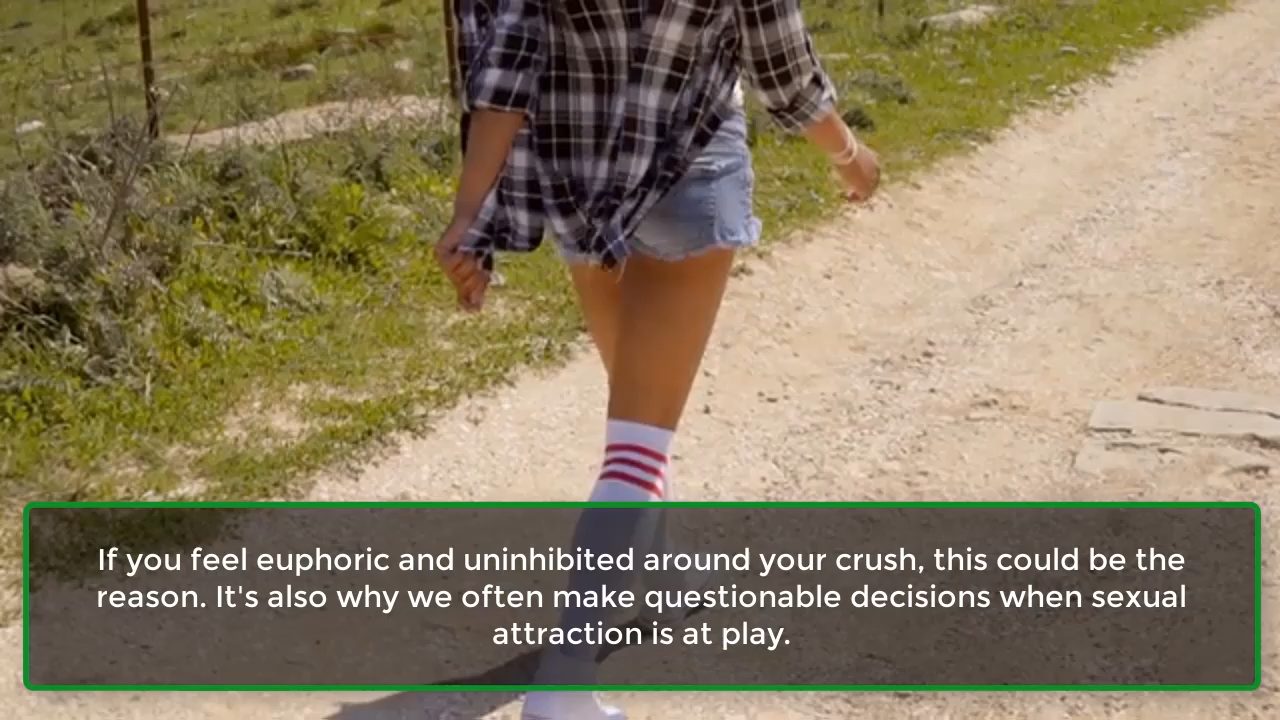 If you feel euphoric and uninhibited around your crush, this could be the
reason. It's also why we often make questionable decisions when sexual
attraction is at play.